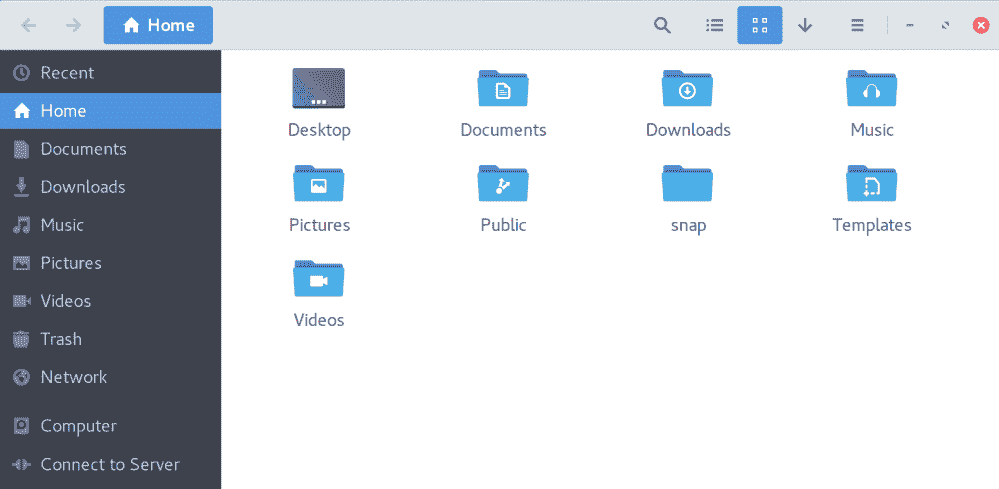 Home
Recent
Home
Documents
Downloads
Music
Pictures
Videos
Trash
Network
Computer
Connect to Server
Desktop Documents Downloads Music
Pictures Public snap Templates
Videos